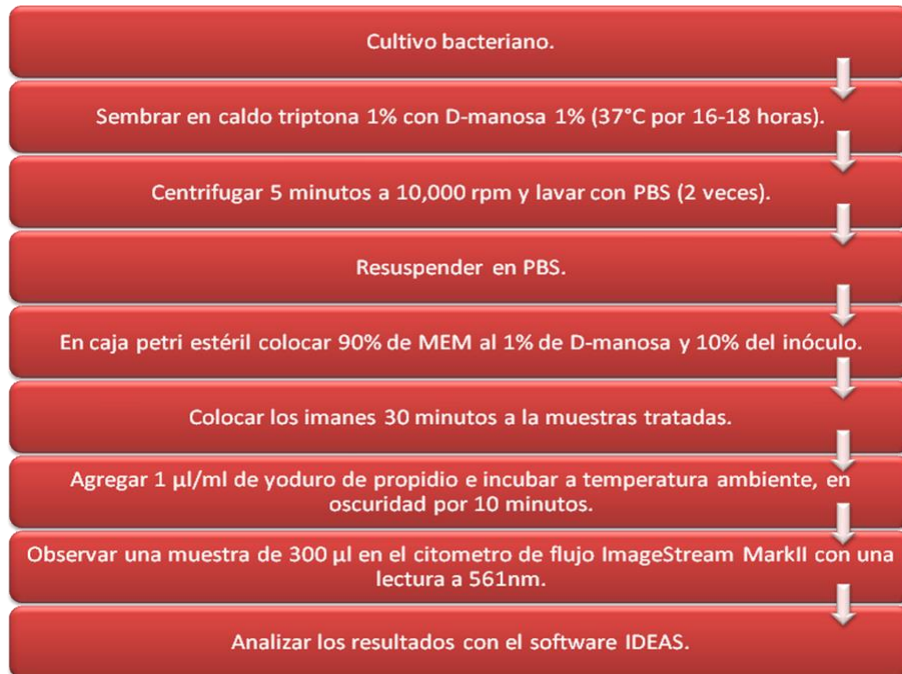 Cultivo bacteriano.
Sembrar en caldo triptona 1% con D-manosa 1% (37°C por 16-18 horas).
Centrifugar 5 minutos a 10,000 rpm y lavar con PBS (2 veces).
Resuspender en PBS.
En caja petri estéril colocar 90% de MEM al 1% de D-manosa y 10% del inóculo.
Colocar los imanes 30 minutos a la muestras tratadas.
Agregar 1 µl/ml de yoduro de propidio e incubar a temperatura ambiente, en
oscuridad por 10 minutos.
Observar una muestra de 300 µl en el citometro de flujo ImageStream MarkII con una
lectura a 561nm.
Analizar los resultados con el software IDEAS.